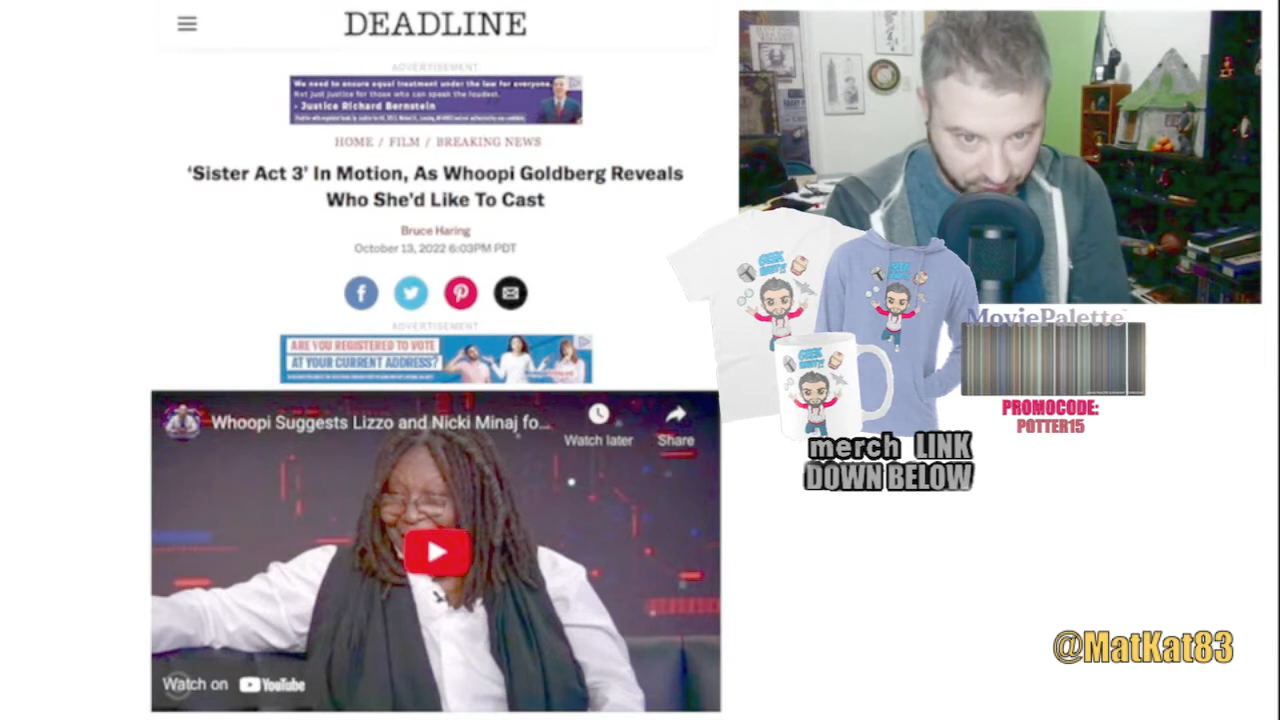 DEADLINE
ADVERTISEMENT
We need to ensure equal treatment under the law for everyone.
Not just justice for those who can speak the loudest.
- Justice Richard Bernstein
HOME / FILM / BREAKING NEWS
'Sister Act 3' In Motion, As Whoopi Goldberg Reveals
Who She'd Like To Cast
Bruce Haring
October 13, 2022 6:03PM PDT
ADVERTISEMENT
ARE YOU REGISTERED TO VOTE
AT YOUR CURRENT ADDRESS?
Whoopi Suggests Lizzo and Nicki Minaj fo...
Watch later
Share
Watch on YouTube
MoviePalette
PROMOCODE:
POTTER15
GEEK
GEEK
merch LINK
DOWN BELOW
@MatKat83